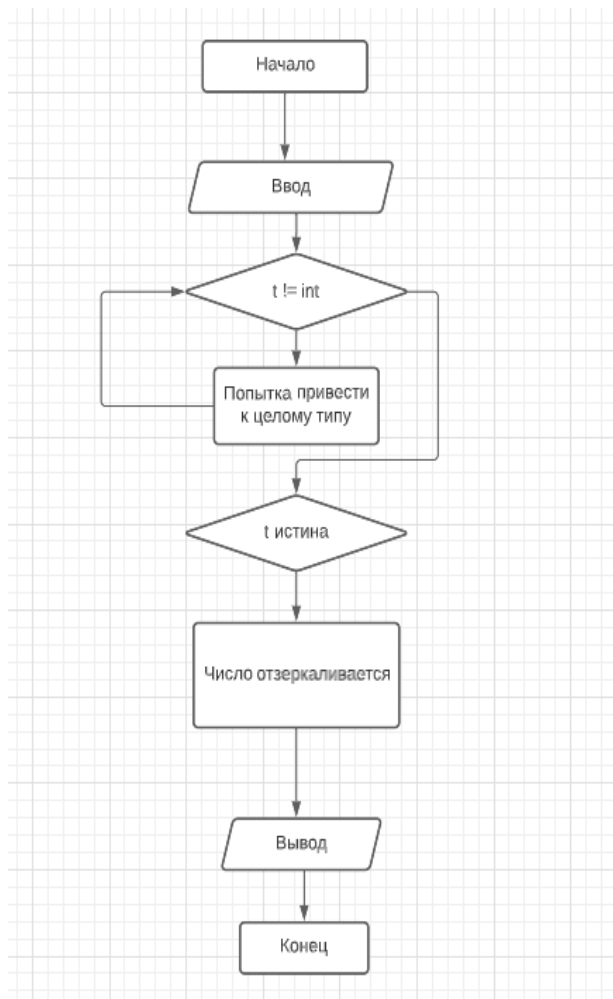 Начало
Ввод
t != int
Попытка привести
к целому типу
t истина
Число отзеркаливается
Вывод
Конец